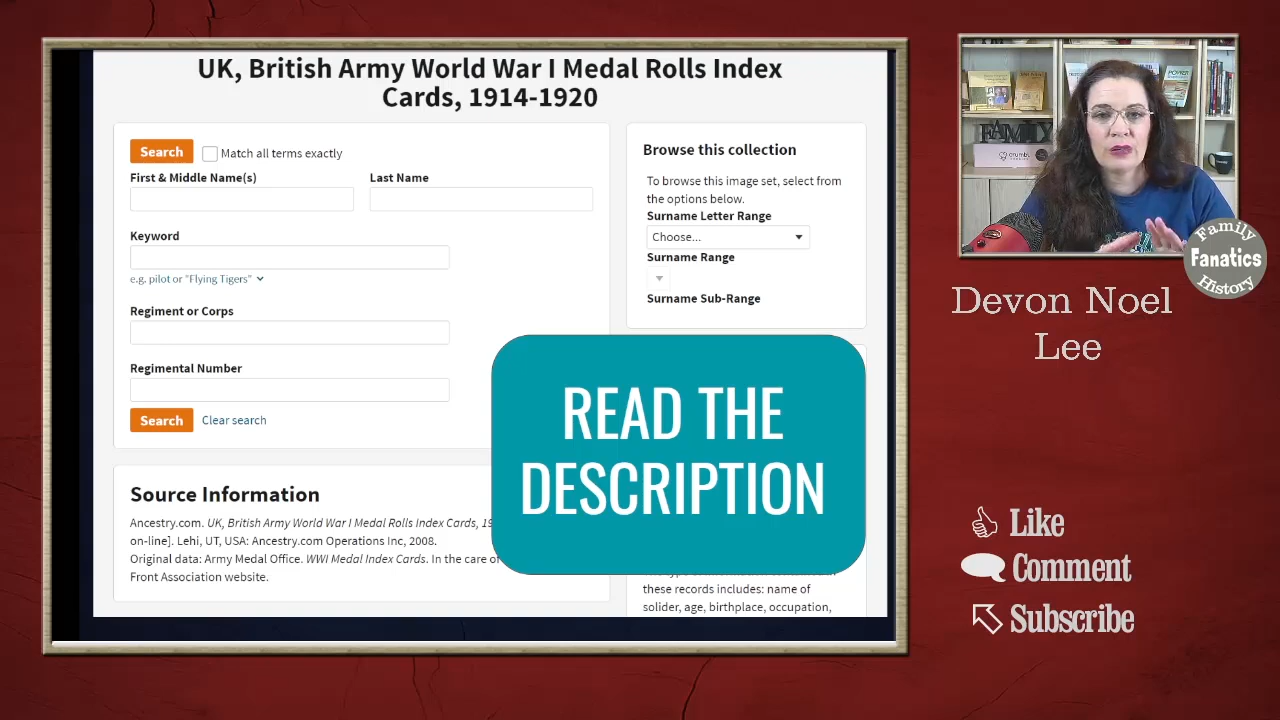 UK, British Army World War I Medal Rolls Index
Cards, 1914-1920
Search
Match all terms exactly
First & Middle Name(s)
Last Name
Keyword
e.g. pilot or "Flying Tigers"
Regiment or Corps
Regimental Number
Search
Clear search
Source Information
Ancestry.com. UK, British Army World War I Medal Rolls Index Cards,
on-line]. Lehi, UT, USA: Ancestry.com Operations Inc, 2008.
Original data: Army Medal Office. WWI Medal Index Cards. In the care of
Front Association website.
Browse this collection
To browse this image set, select from
the options below.
Surname Letter Range
Choose...
Surname Range
Surname Sub-Range
READ THE
DESCRIPTION
these records includes: name of
solider, age, birthplace, occupation,
FAMILY
crumbl
Family
Fanatics
History
Devon Noel
Lee
Like
Comment
Subscribe